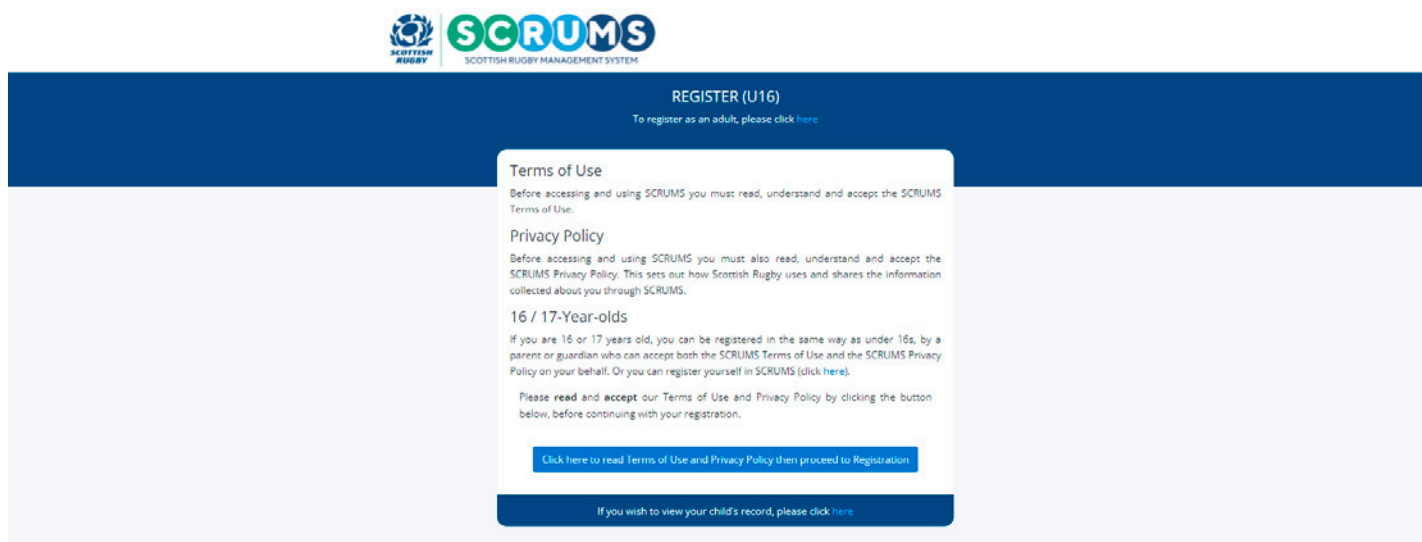 SCOTTISH
RUGBY
SCRUMS
SCOTTISH RUGBY MANAGEMENT SYSTEM
REGISTER (U16)
To register as an adult, please click here
Terms of Use
Before accessing and using SCRUMS you must read, understand and accept the SCRUMS
Terms of Use.
Privacy Policy
Before accessing and using SCRUMS you must also read, understand and accept the
SCRUMS Privacy Policy. This sets out how Scottish Rugby uses and shares the information
collected about you through SCRUMS.
16 / 17-Year-olds
If you are 16 or 17 years old, you can be registered in the same way as under 16s, by a
parent or guardian who can accept both the SCRUMS Terms of Use and the SCRUMS Privacy
Policy on your behalf. Or you can register yourself in SCRUMS (click here).
Please read and accept our Terms of Use and Privacy Policy by clicking the button
below, before continuing with your registration.
Click here to read Terms of Use and Privacy Policy then proceed to Registration
If you wish to view your child's record, please click here